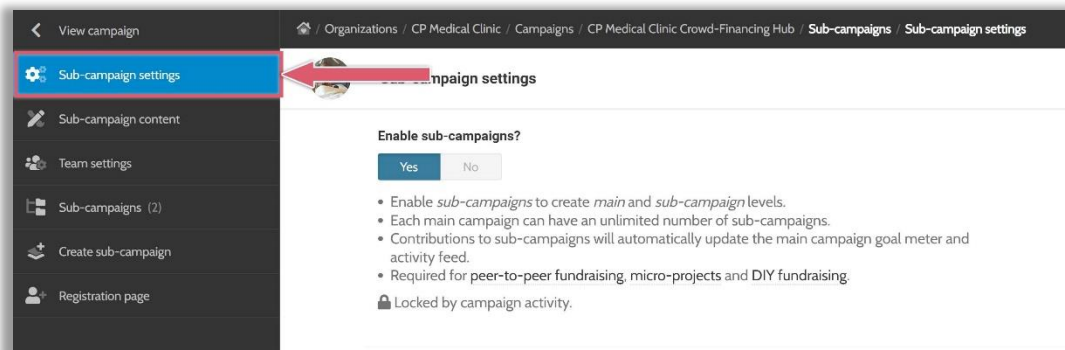 View campaign
/ Organizations / CP Medical Clinic / Campaigns / CP Medical Clinic Crowd-Financing Hub / Sub-campaigns / Sub-campaign settings
Sub-campaign settings
Sub-campaign settings
Sub-campaign content
Enable sub-campaigns?
Team settings
Yes No
Sub-campaigns (2)
• Enable sub-campaigns to create main and sub-campaign levels.
• Each main campaign can have an unlimited number of sub-campaigns.
Create sub-campaign
• Contributions to sub-campaigns will automatically update the main campaign goal meter and
activity feed.
• Required for peer-to-peer fundraising, micro-projects and DIY fundraising.
Registration page
Locked by campaign activity.